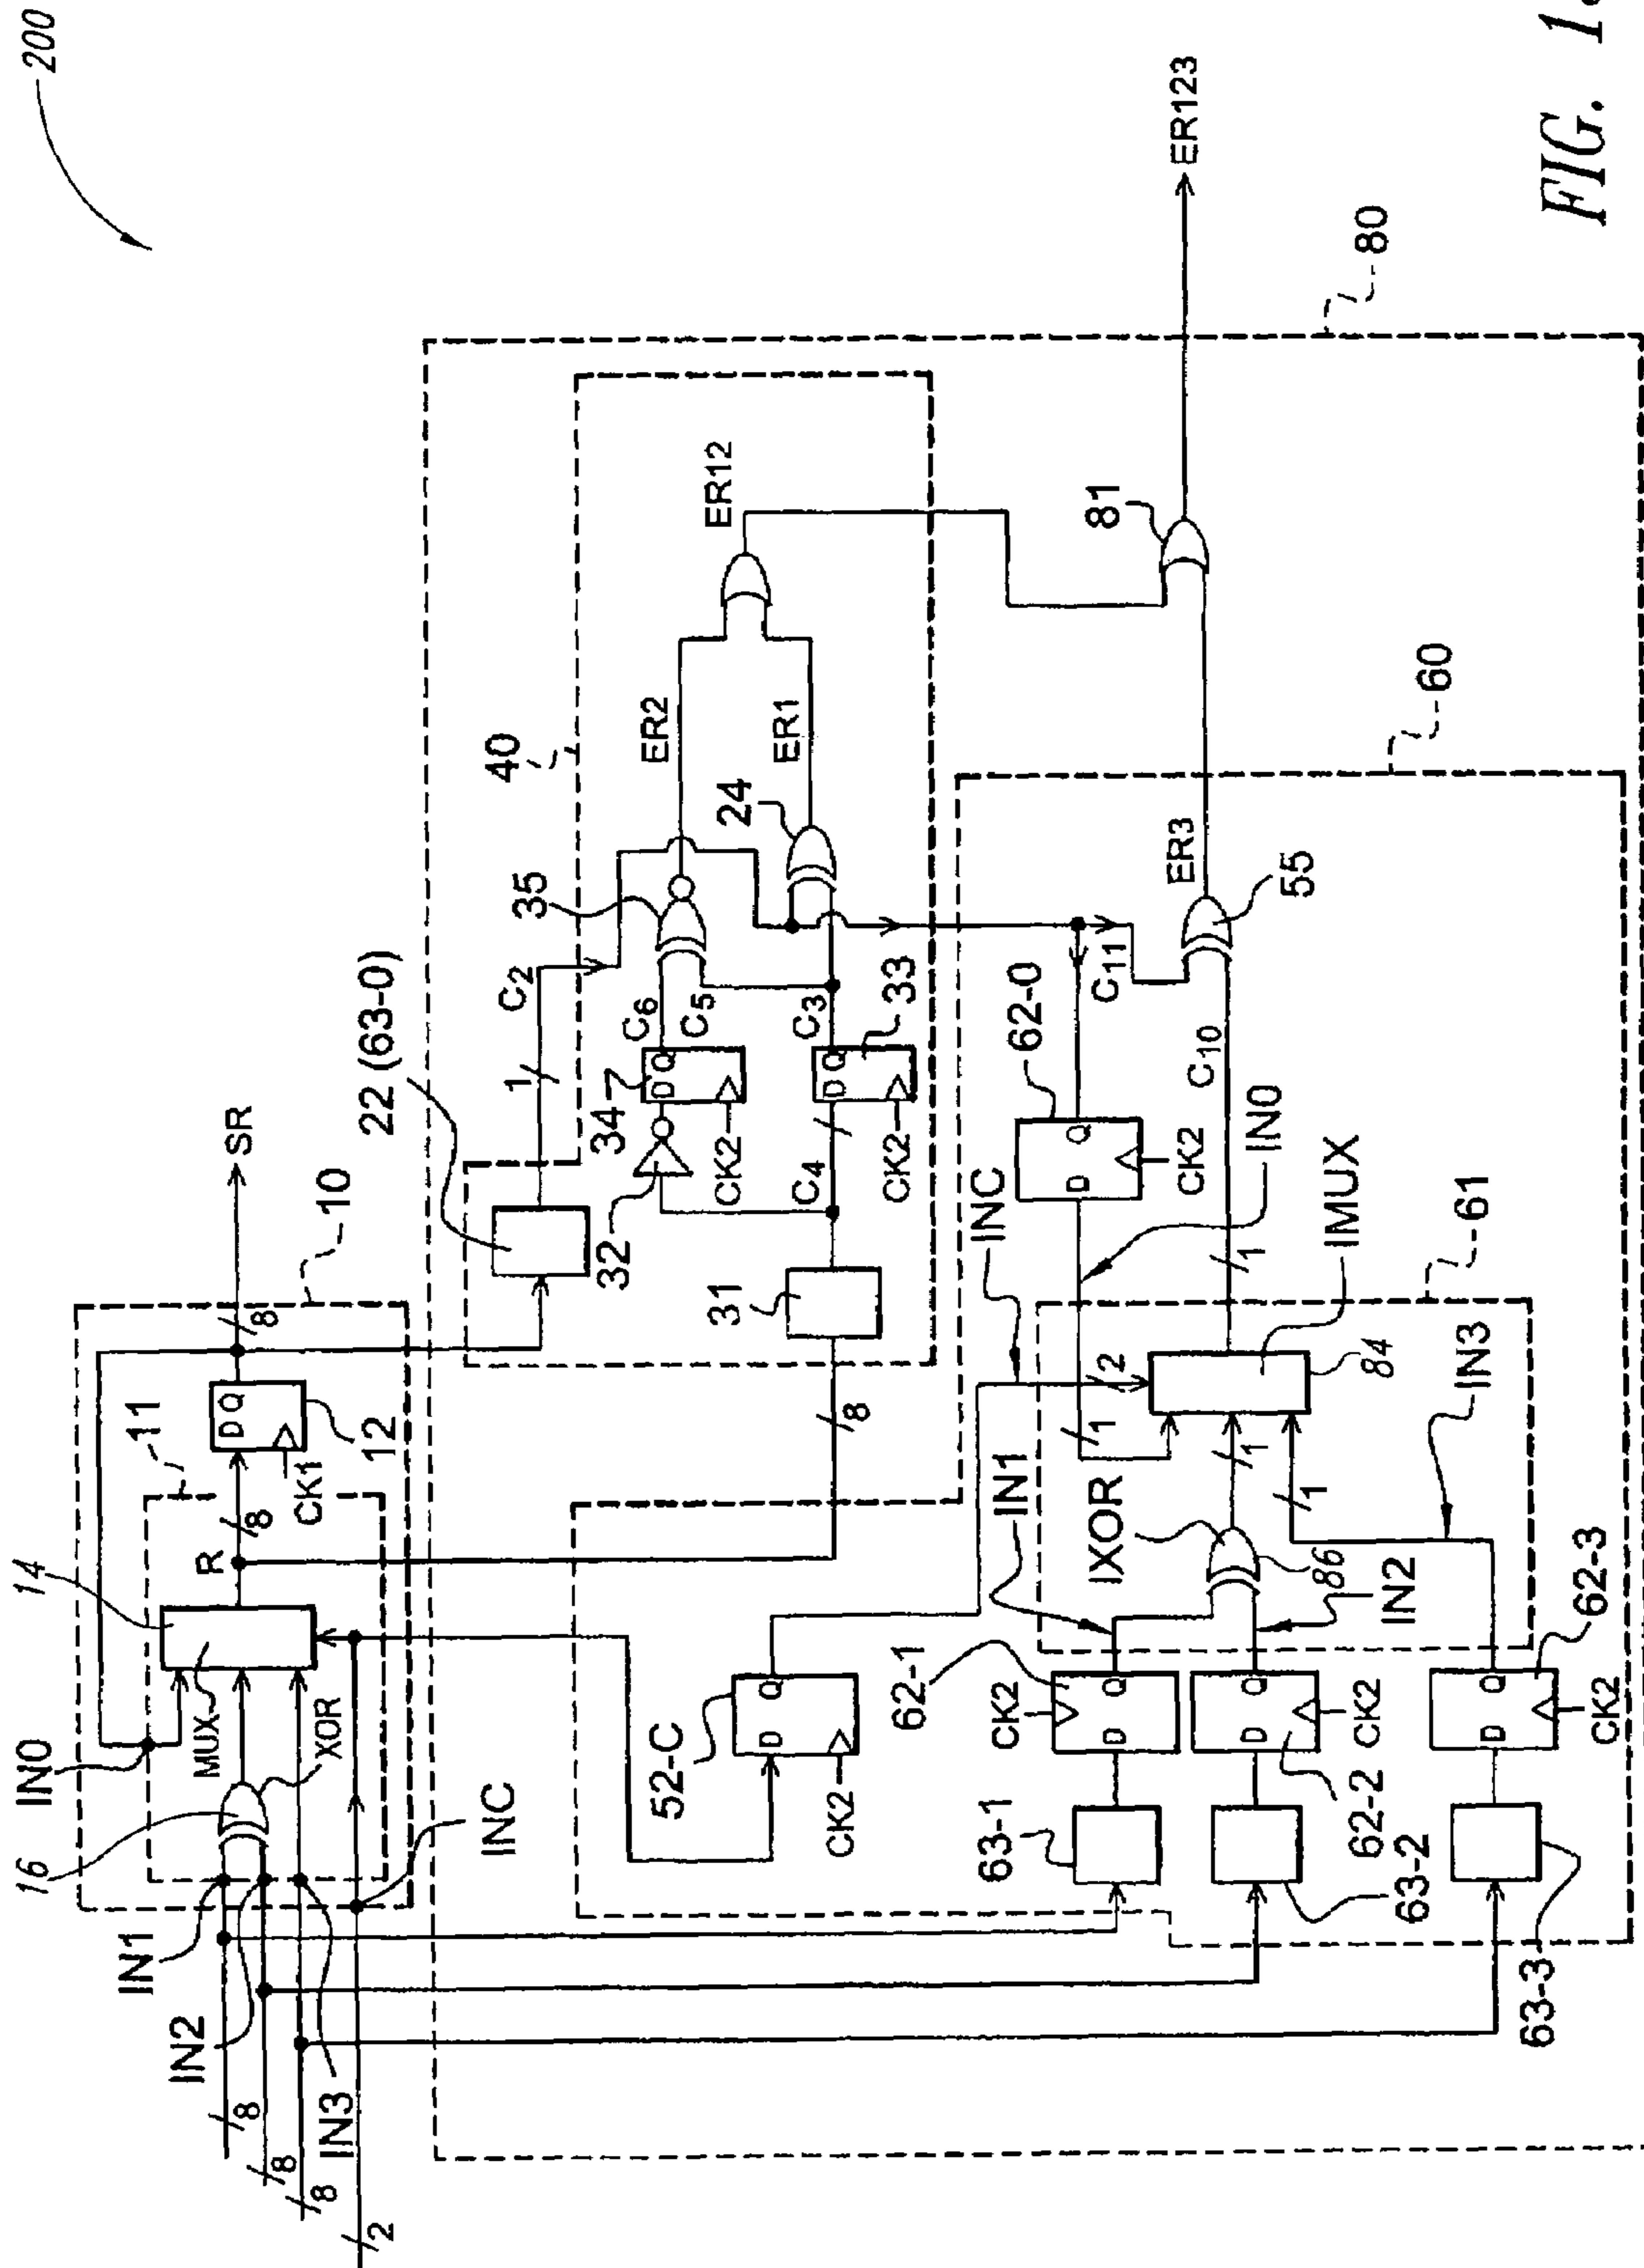 200
14
11
10
IN0
R
8
D Q
SR
8
16
MUX
CK1
12
XOR
IN1
IN2
IN3
INC
8
8
8
2
22 (63-0)
1
C2
40
ER12
32
34
D Q
C6
35
ER2
CK2
C5
31
C4
D Q
C3
24
ER1
CK2
33
8
80
52-C
D Q
CK2
INC
62-0
D Q
CK2
C11
81
ER123
60
62-1
IN1
2
1
IN0
C10
ER3
55
63-1
CK2
D Q
IXOR
1
IMUX
1
84
61
63-2
62-2
D Q
CK2
86
IN2
1
IN3
63-3
D Q
CK2
62-3
FIG.